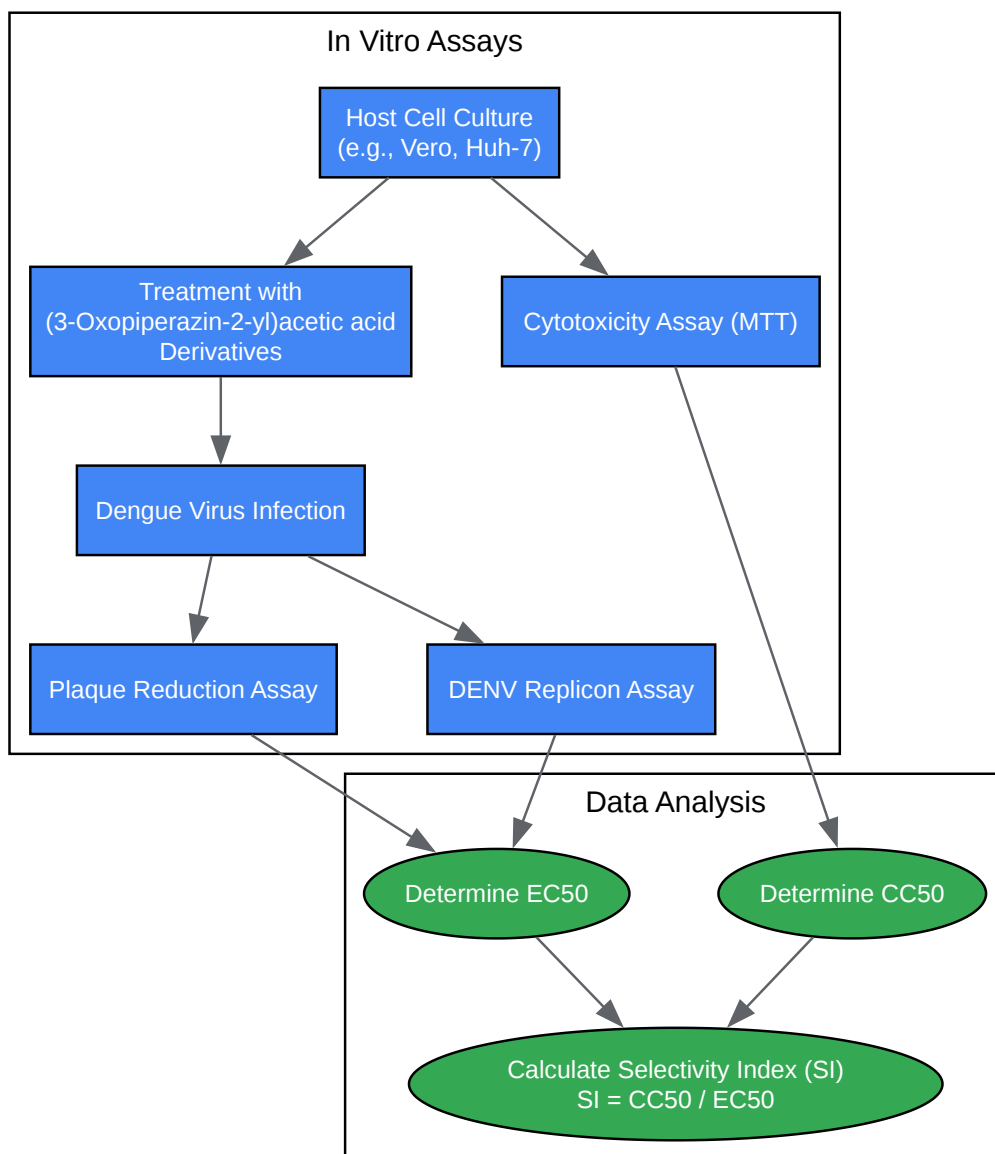 In Vitro Assays
Host Cell Culture
(e.g., Vero, Huh-7)
Treatment with
(3-Oxopiperazin-2-yl)acetic acid
Derivatives
Cytotoxicity Assay (MTT)
Dengue Virus Infection
Plaque Reduction Assay
DENV Replicon Assay
Data Analysis
Determine EC50
Determine CC50
Calculate Selectivity Index (SI)
SI = CC50 / EC50